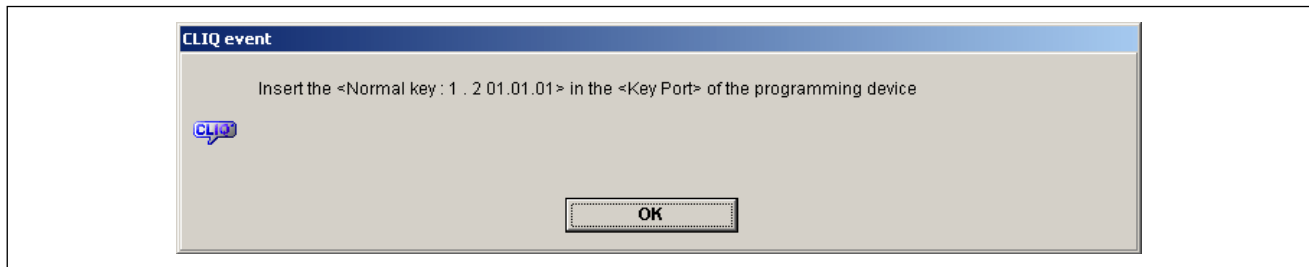 CLIQ event
Insert the <Normal key : 1 . 2 01.01.01> in the <Key Port> of the programming device
CLIQ
OK